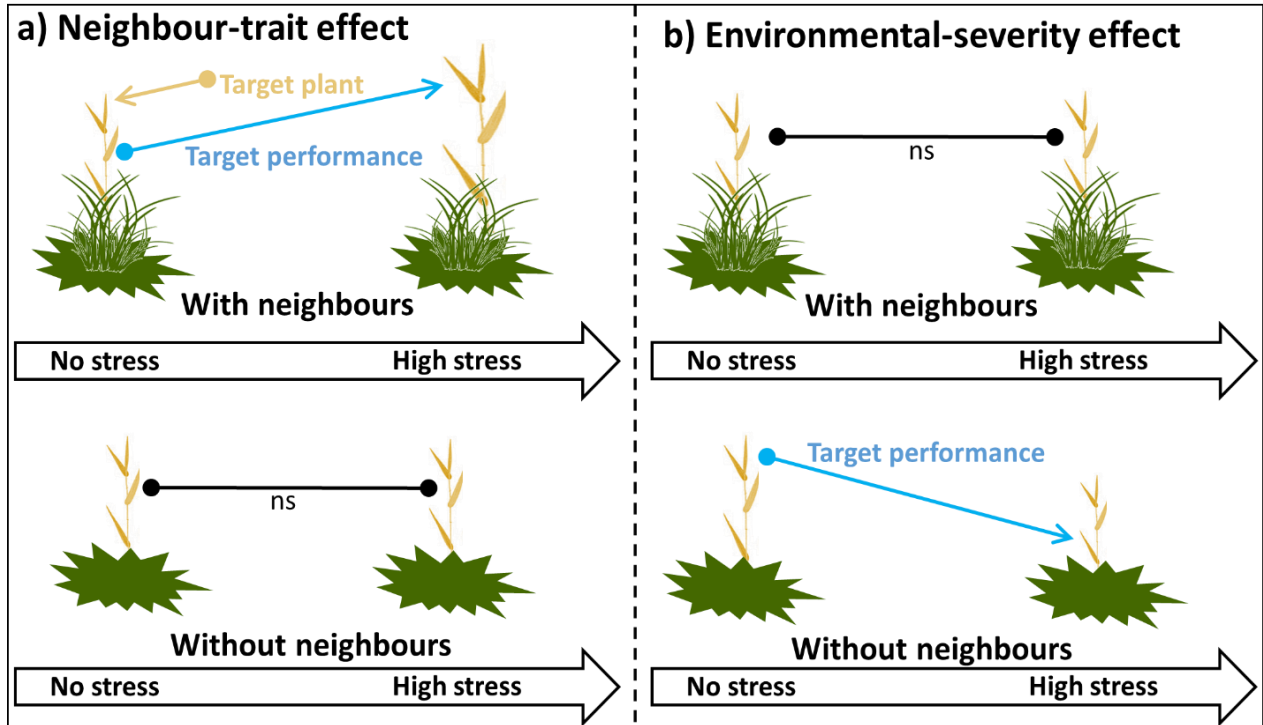 a) Neighbour-trait effect
Target plant
Target performance
With neighbours
No stress
High stress
ns
Without neighbours
No stress
High stress
b) Environmental-severity effect
ns
With neighbours
No stress
High stress
Target performance
Without neighbours
No stress
High stress